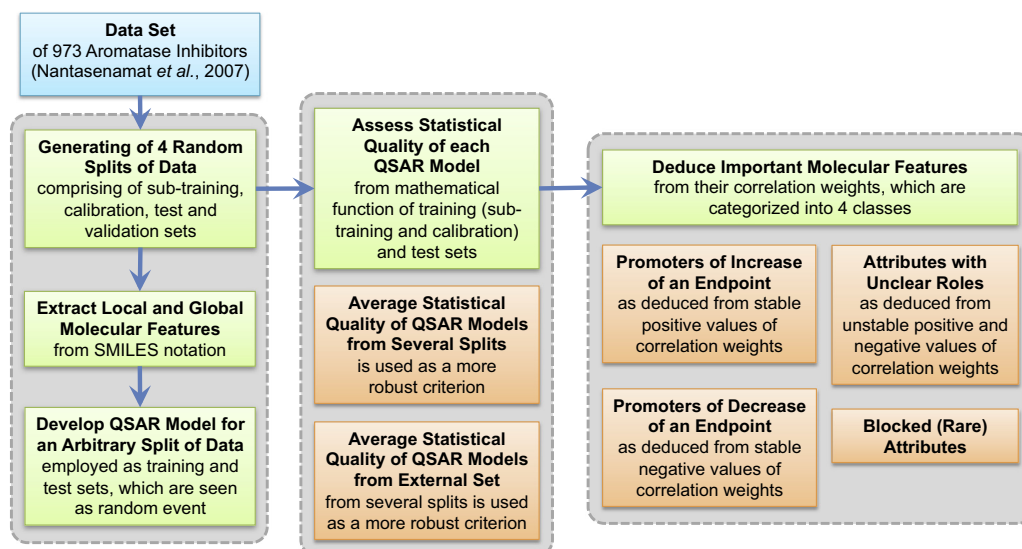 Data Set
of 973 Aromatase Inhibitors
(Nantasenamat et al., 2007)
Generating of 4 Random
Splits of Data
comprising of sub-training,
calibration, test and
validation sets
Extract Local and Global
Molecular Features
from SMILES notation
Develop QSAR Model for
an Arbitrary Split of Data
employed as training and
test sets, which are seen
as random event
Assess Statistical
Quality of each
QSAR Model
from mathematical
function of training (sub-
training and calibration)
and test sets
Average Statistical
Quality of QSAR Models
from Several Splits
is used as a more
robust criterion
Average Statistical
Quality of QSAR Models
from External Set
from several splits is used
as a more robust criterion
Deduce Important Molecular Features
from their correlation weights, which are
categorized into 4 classes
Promoters of Increase
of an Endpoint
as deduced from stable
positive values of
correlation weights
Attributes with
Unclear Roles
as deduced from
unstable positive and
negative values of
correlation weights
Promoters of Decrease
of an Endpoint
as deduced from stable
negative values of
correlation weights
Blocked (Rare)
Attributes